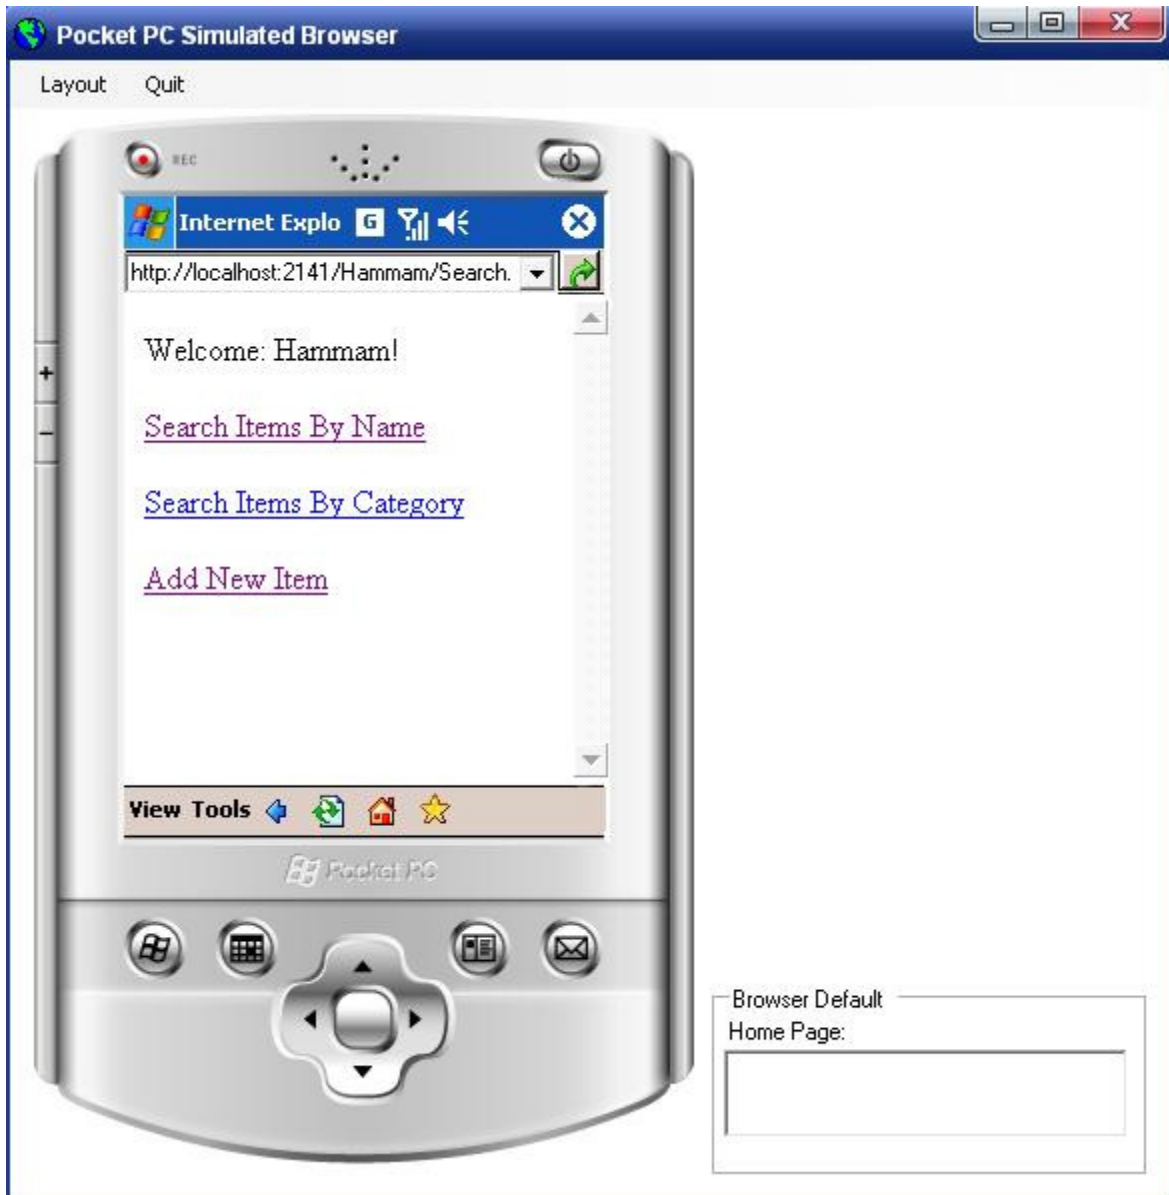 Pocket PC Simulated Browser
Layout Quit
REC
Internet Explo G
http://localhost:2141/Hammam/Search.
Welcome: Hammam!
Search Items By Name
Search Items By Category
Add New Item
View Tools
Pocket PC
Browser Default
Home Page: